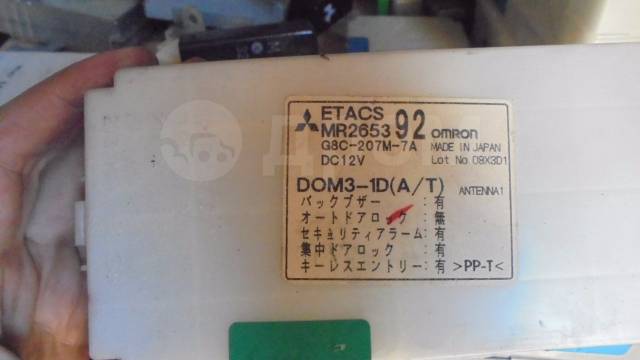 ETACS
MR265392 OMRON
G8C-207M-7A MADE IN JAPAN
DC12V Lot No 08X3D1
DOM3-1D(A/T) ANTENNA1
バックブザー : 有
オートドアロック : 無
セキュリティアラーム : 有
集中ドアロック : 有
キーレスエントリー : 有 >PP-T<